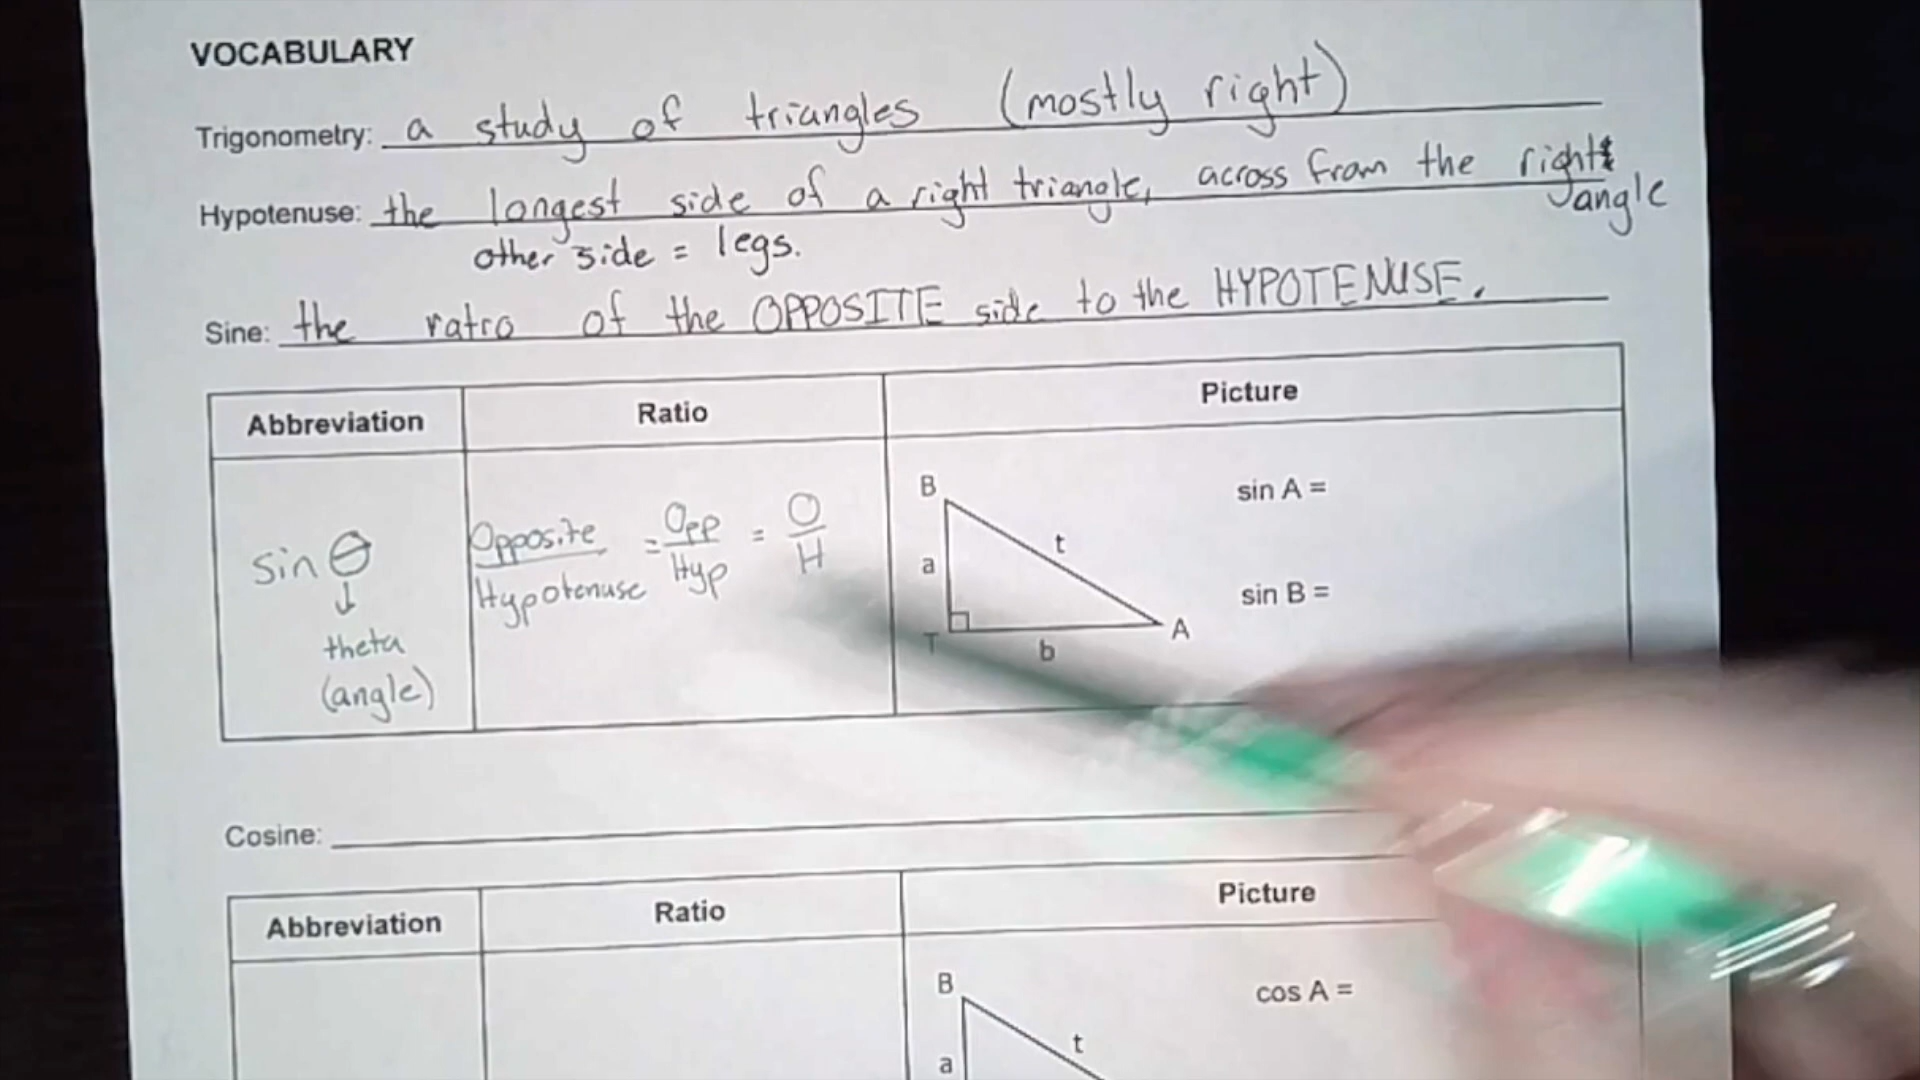 VOCABULARY
Trigonometry: a study of triangles (mostly right)
Hypotenuse: the longest side of a right triangle, across from the right
angle
other side = legs.
Sine: the ratio of the OPPOSITE side to the HYPOTENUSE.
Abbreviation Ratio Picture
sin θ
↓
theta
(angle)
Opposite = Opp = O
Hypotenuse Hyp H
B
a
t
T
b
A
sin A =
sin B =
Cosine:
Abbreviation Ratio Picture
B
a
t
cos A =